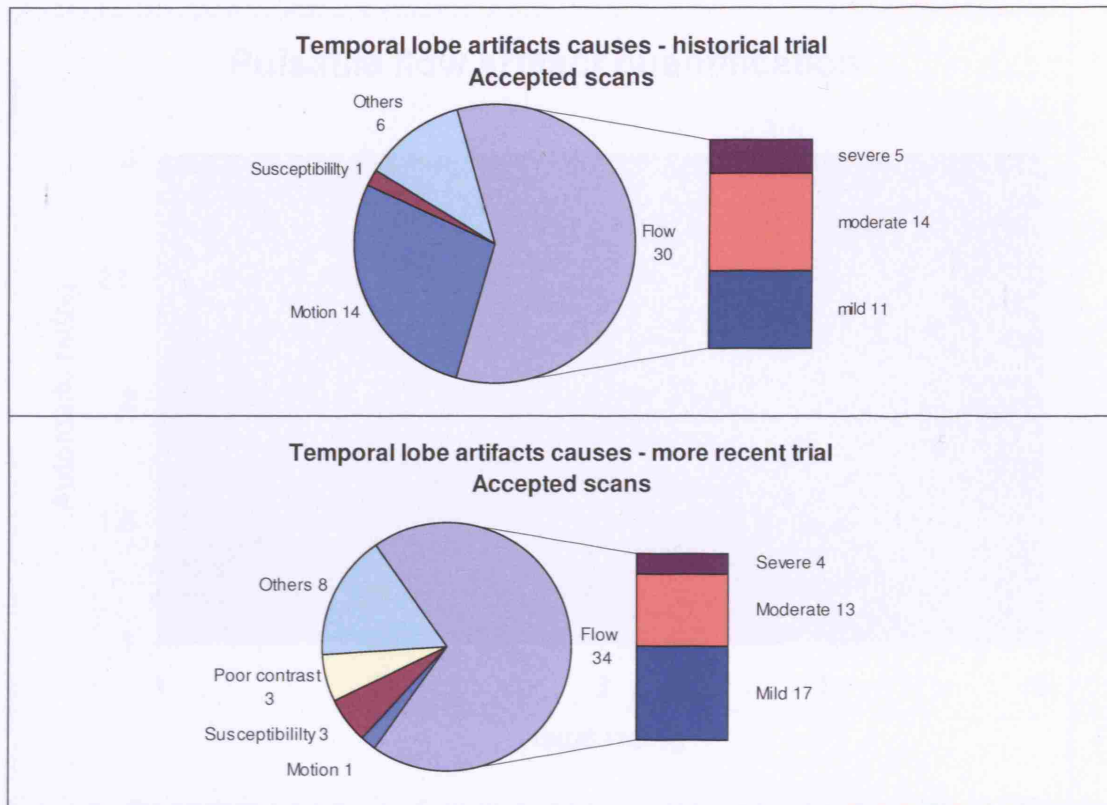 Temporal lobe artifacts causes - historical trial
Accepted scans
Others
6
Susceptibililty 1
Motion 14
Flow
30
severe 5
moderate 14
mild 11
Temporal lobe artifacts causes - more recent trial
Accepted scans
Others 8
Poor contrast
3
Susceptibililty 3
Motion 1
Flow
34
Severe 4
Moderate 13
Mild 17